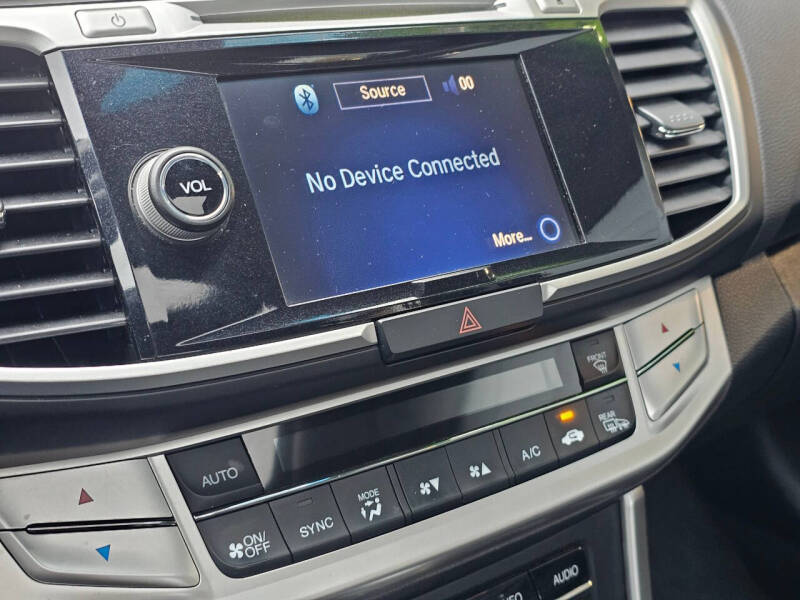 Source
00
No Device Connected
More...
VOL
FRONT
AUTO
ON/
OFF
SYNC
MODE
A/C
REAR
AUDIO